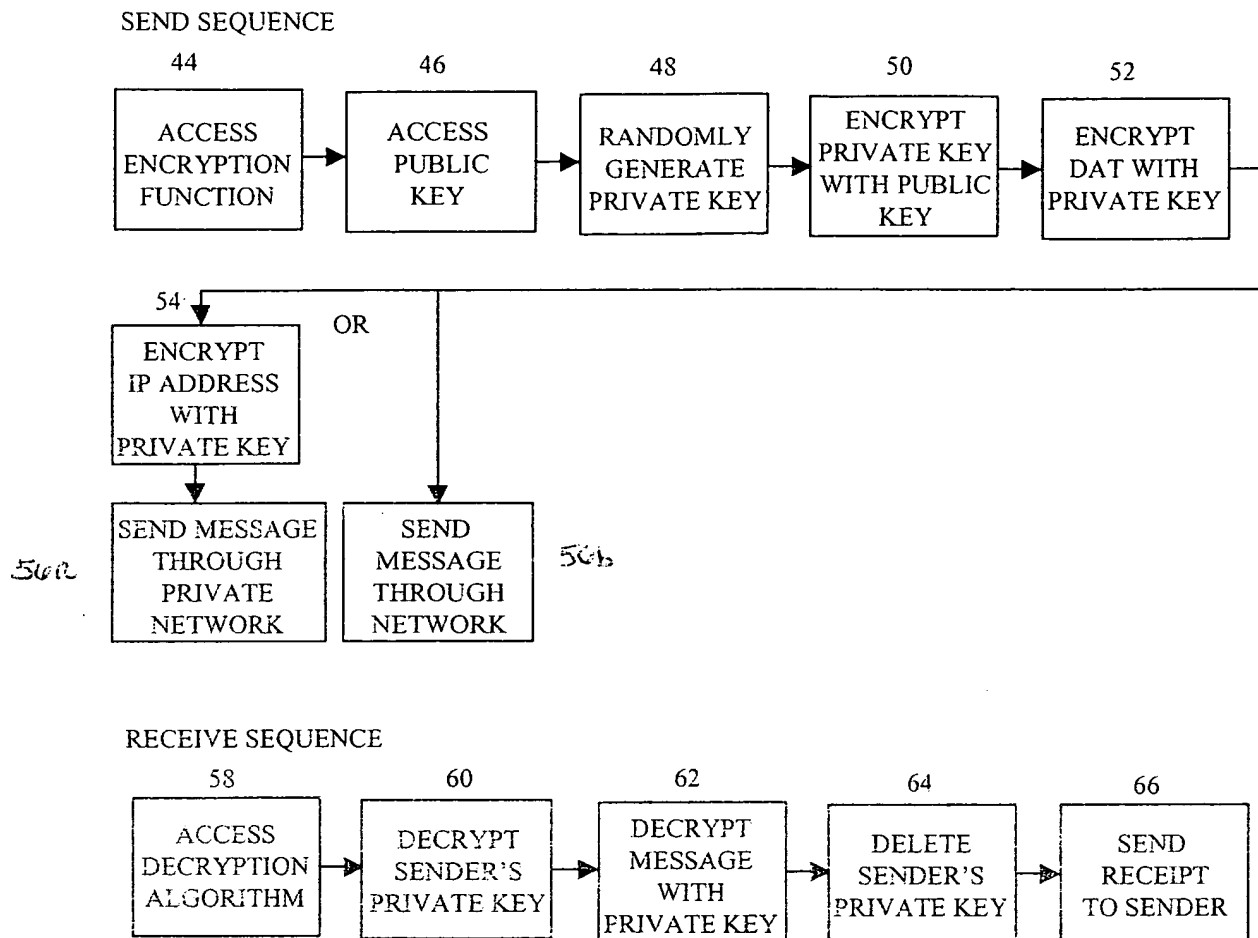 SEND SEQUENCE
44
46
48
50
52
ACCESS
ENCRYPTION
FUNCTION
ACCESS
PUBLIC
KEY
RANDOMLY
GENERATE
PRIVATE KEY
ENCRYPT
PRIVATE KEY
WITH PUBLIC
KEY
ENCRYPT
DAT WITH
PRIVATE KEY
54
OR
ENCRYPT
IP ADDRESS
WITH
PRIVATE KEY
56a
SEND MESSAGE
THROUGH
PRIVATE
NETWORK
SEND
MESSAGE
THROUGH
NETWORK
56b
RECEIVE SEQUENCE
58
60
62
64
66
ACCESS
DECRYPTION
ALGORITHM
DECRYPT
SENDER'S
PRIVATE KEY
DECRYPT
MESSAGE
WITH
PRIVATE KEY
DELETE
SENDER'S
PRIVATE KEY
SEND
RECEIPT
TO SENDER